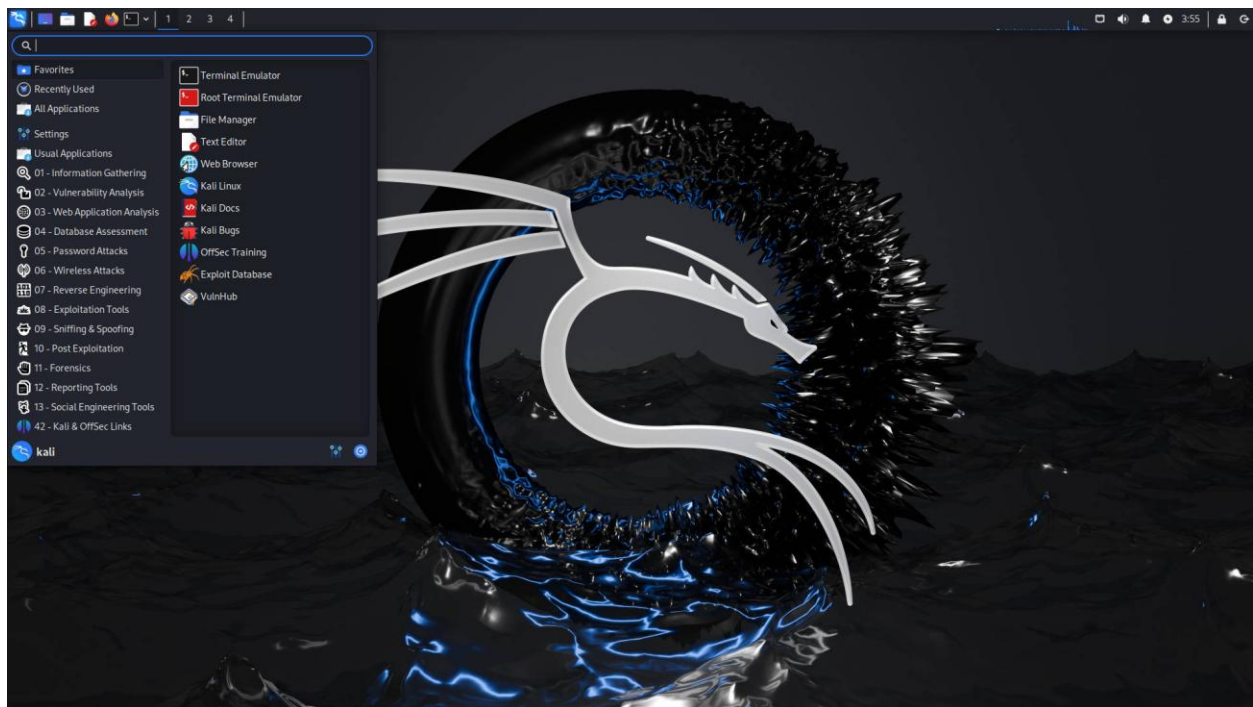 1 2 3 4
3:55
Favorites
Recently Used
All Applications
Settings
Usual Applications
01 - Information Gathering
02 - Vulnerability Analysis
03 - Web Application Analysis
04 - Database Assessment
05 - Password Attacks
06 - Wireless Attacks
07 - Reverse Engineering
08 - Exploitation Tools
09 - Sniffing & Spoofing
10 - Post Exploitation
11 - Forensics
12 - Reporting Tools
13 - Social Engineering Tools
42 - Kali & OffSec Links
Terminal Emulator
Root Terminal Emulator
File Manager
Text Editor
Web Browser
Kali Linux
Kali Docs
Kali Bugs
OffSec Training
Exploit Database
VulnHub
kali